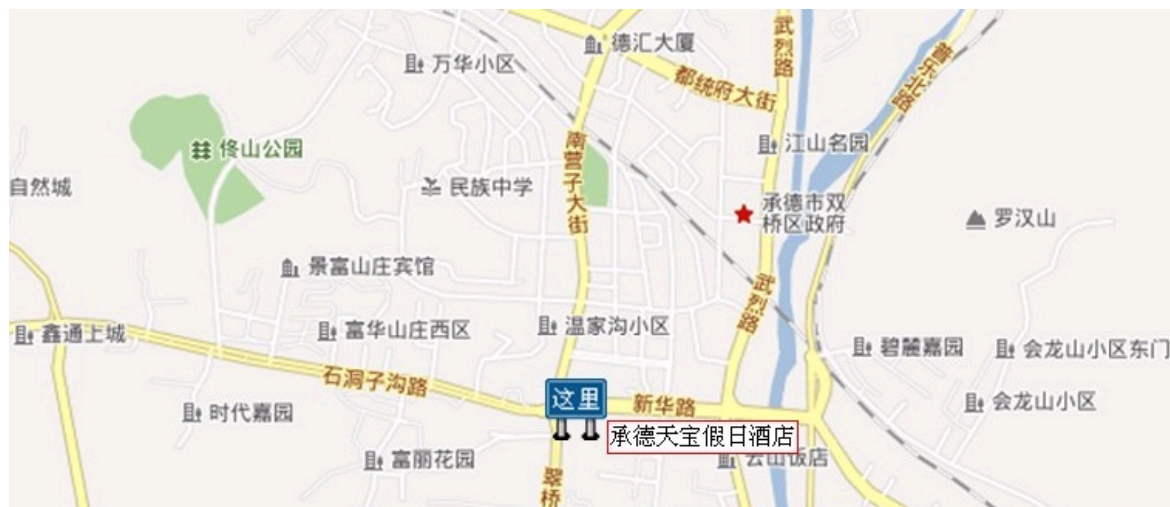 德汇大厦
万华小区
武烈路
普乐北路
都统府大街
江山名园
佟山公园
南营子大街
自然城
民族中学
承德市双
桥区政府
罗汉山
景富山庄宾馆
武烈路
鑫通上城
富华山庄西区
温家沟小区
碧麓嘉园
会龙山小区东门
石洞子沟路
这里
新华路
时代嘉园
会龙山小区
承德天宝假日酒店
富丽花园
云山饭店
翠桥